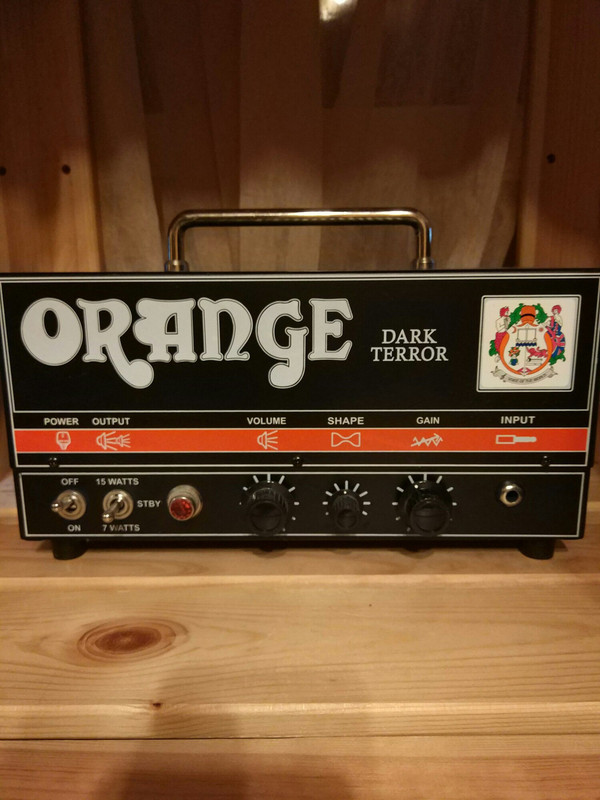 ORANGE
DARK
TERROR
POWER OUTPUT VOLUME SHAPE GAIN INPUT
OFF 15 WATTS
STBY
ON 7 WATTS